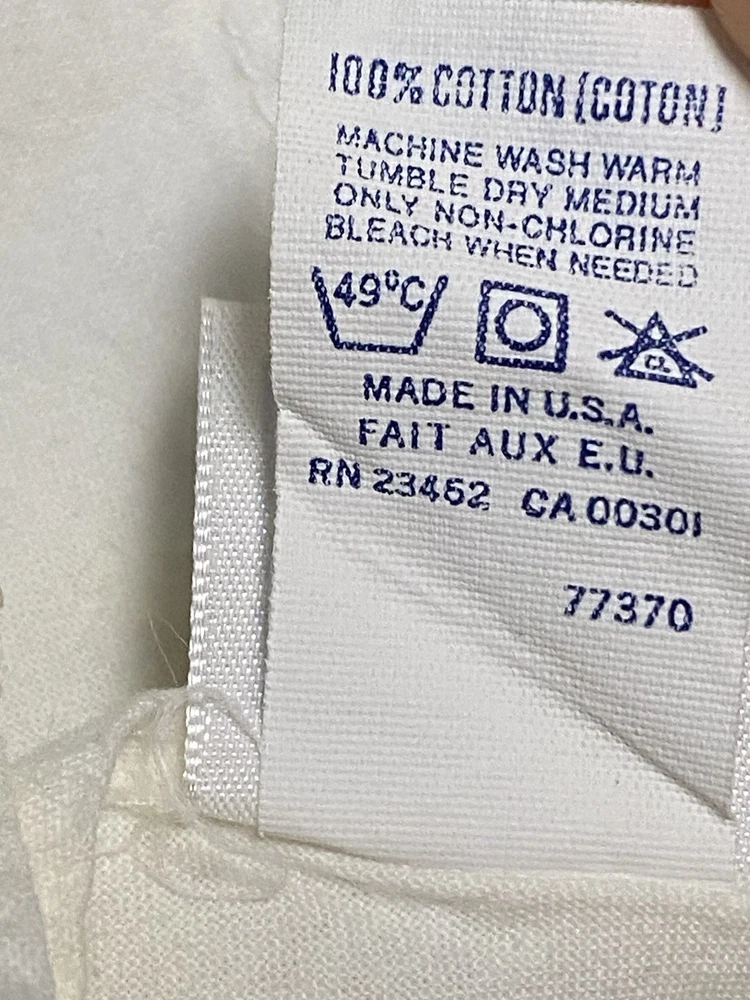 100% COTTON [COTON]
MACHINE WASH WARM
TUMBLE DRY MEDIUM
ONLY NON-CHLORINE
BLEACH WHEN NEEDED
49°C
CL
MADE IN U.S.A.
FAIT AUX E.U.
RN 23462 CA 00301
77370